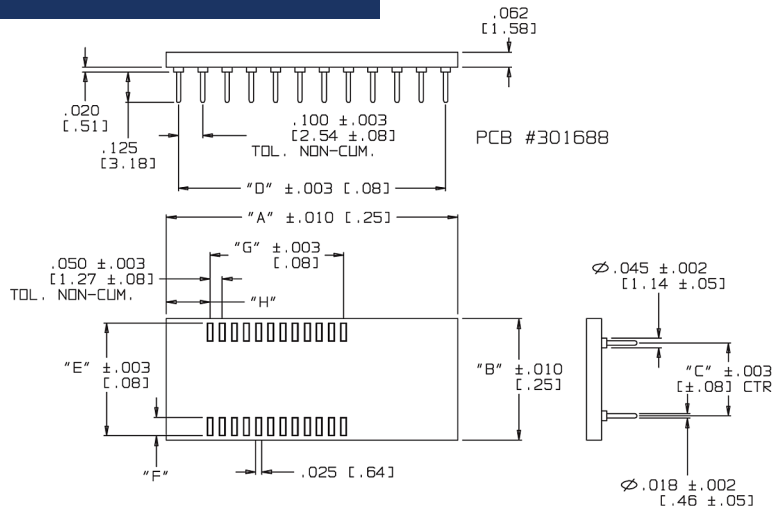 .062
[1.58]
.020
[.51]
.125
[3.18]
.100 ±.003
[2.54 ±.08]
TOL. NON-CUM.
PCB #301688
"D" ±.003 [.08]
"A" ±.010 [.25]
"G" ±.003
[.08]
.050 ±.003
[1.27 ±.08]
TOL. NON-CUM.
"H"
Ø.045 ±.002
[1.14 ±.05]
"E" ±.003
[.08]
"B" ±.010
[.25]
"C" ±.003
[±.08] CTR
"F"
.025 [.64]
Ø.018 ±.002
[.46 ±.05]